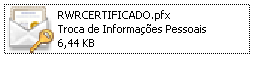 RWRCERTIFICADO.pfx
Troca de Informações Pessoais
6,44 KB